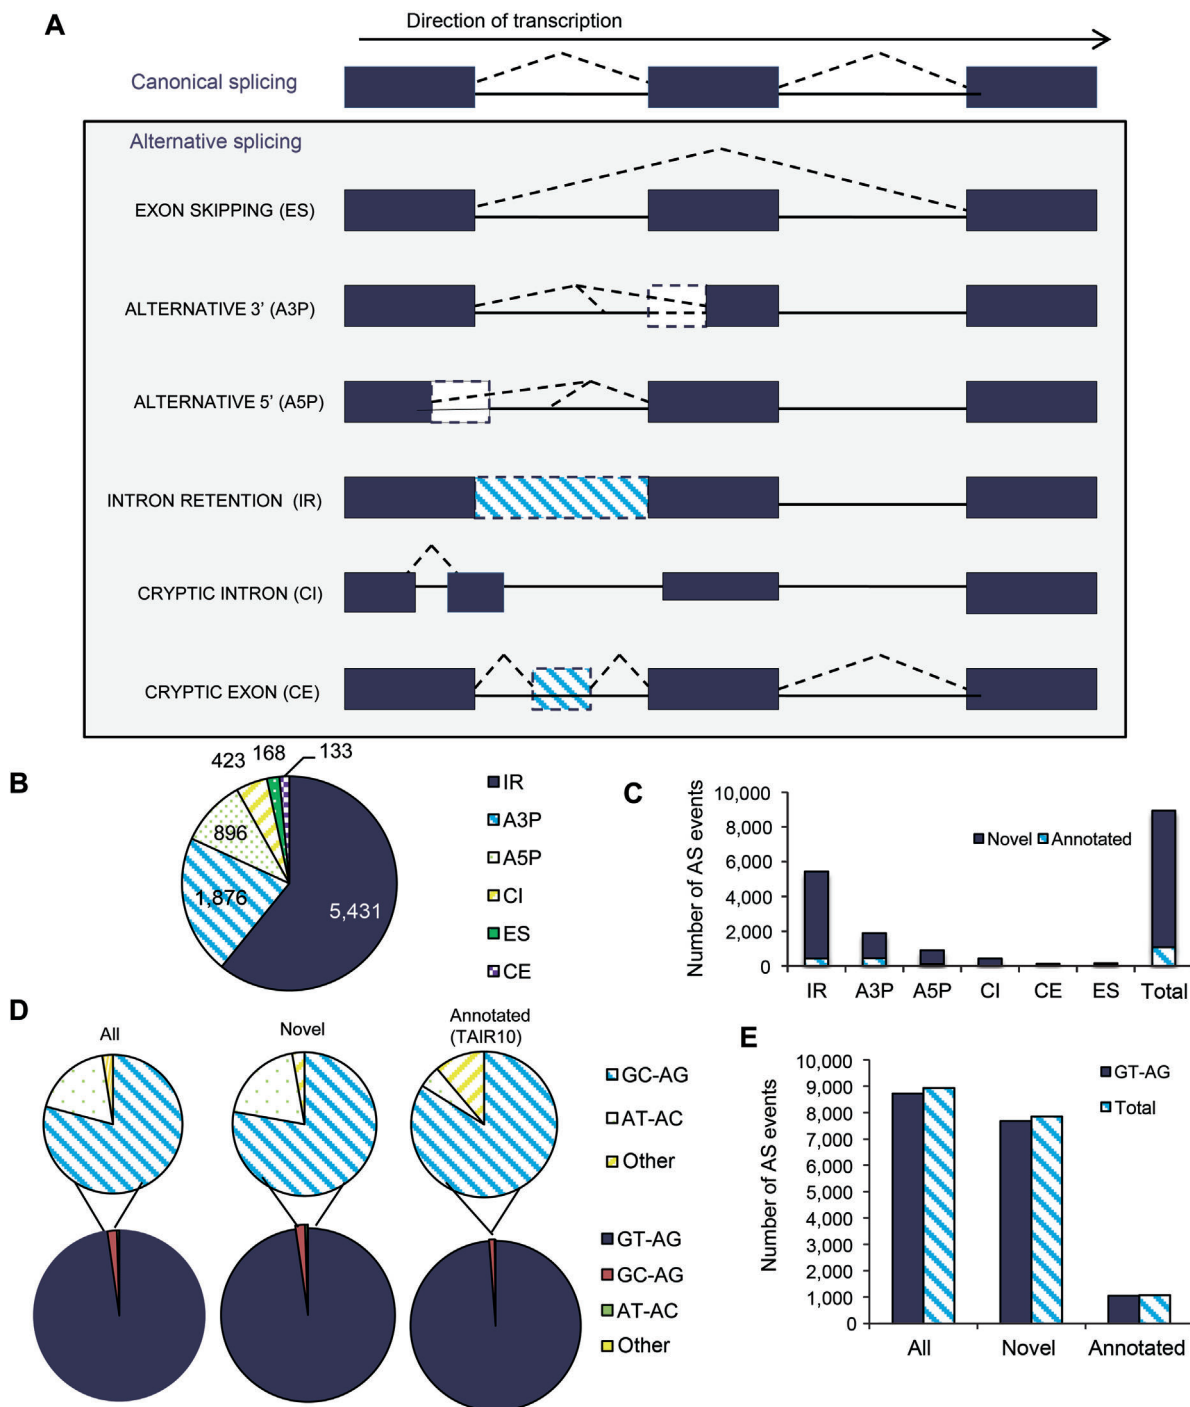 A
Direction of transcription
Canonical splicing
Alternative splicing
EXON SKIPPING (ES)
ALTERNATIVE 3' (A3P)
ALTERNATIVE 5' (A5P)
INTRON RETENTION (IR)
CRYPTIC INTRON (CI)
CRYPTIC EXON (CE)
B
423
168
133
896
1,876
5,431
IR
A3P
A5P
CI
ES
CE
C
Number of AS events
10,000
8,000
6,000
4,000
2,000
0
Novel
Annotated
IR
A3P
A5P
CI
CE
ES
Total
D
All
Novel
Annotated
(TAIR10)
GC-AG
AT-AC
Other
GT-AG
GC-AG
AT-AC
Other
E
Number of AS events
10,000
9,000
8,000
7,000
6,000
5,000
4,000
3,000
2,000
1,000
0
GT-AG
Total
All
Novel
Annotated